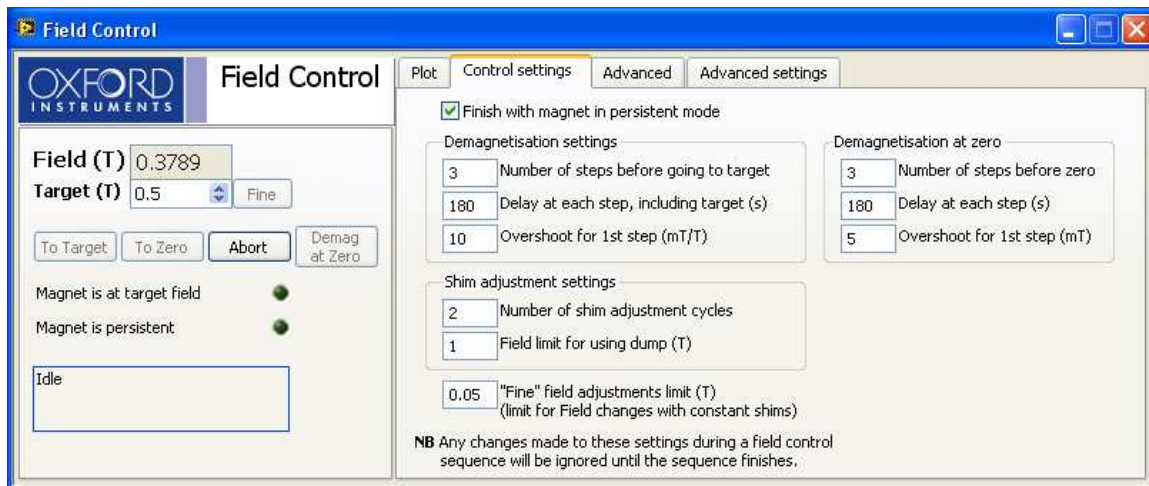 Field Control
OXFORD
INSTRUMENTS
Field Control
Field (T) 0.3789
Target (T) 0.5 Fine
To Target To Zero Abort Demag
at Zero
Magnet is at target field
Magnet is persistent
Idle
Plot Control settings Advanced Advanced settings
Finish with magnet in persistent mode
Demagnetisation settings
3 Number of steps before going to target
180 Delay at each step, including target (s)
10 Overshoot for 1st step (mT/T)
Demagnetisation at zero
3 Number of steps before zero
180 Delay at each step (s)
5 Overshoot for 1st step (mT)
Shim adjustment settings
2 Number of shim adjustment cycles
1 Field limit for using dump (T)
0.05 "Fine" field adjustments limit (T)
(limit for Field changes with constant shims)
NB Any changes made to these settings during a field control
sequence will be ignored until the sequence finishes.